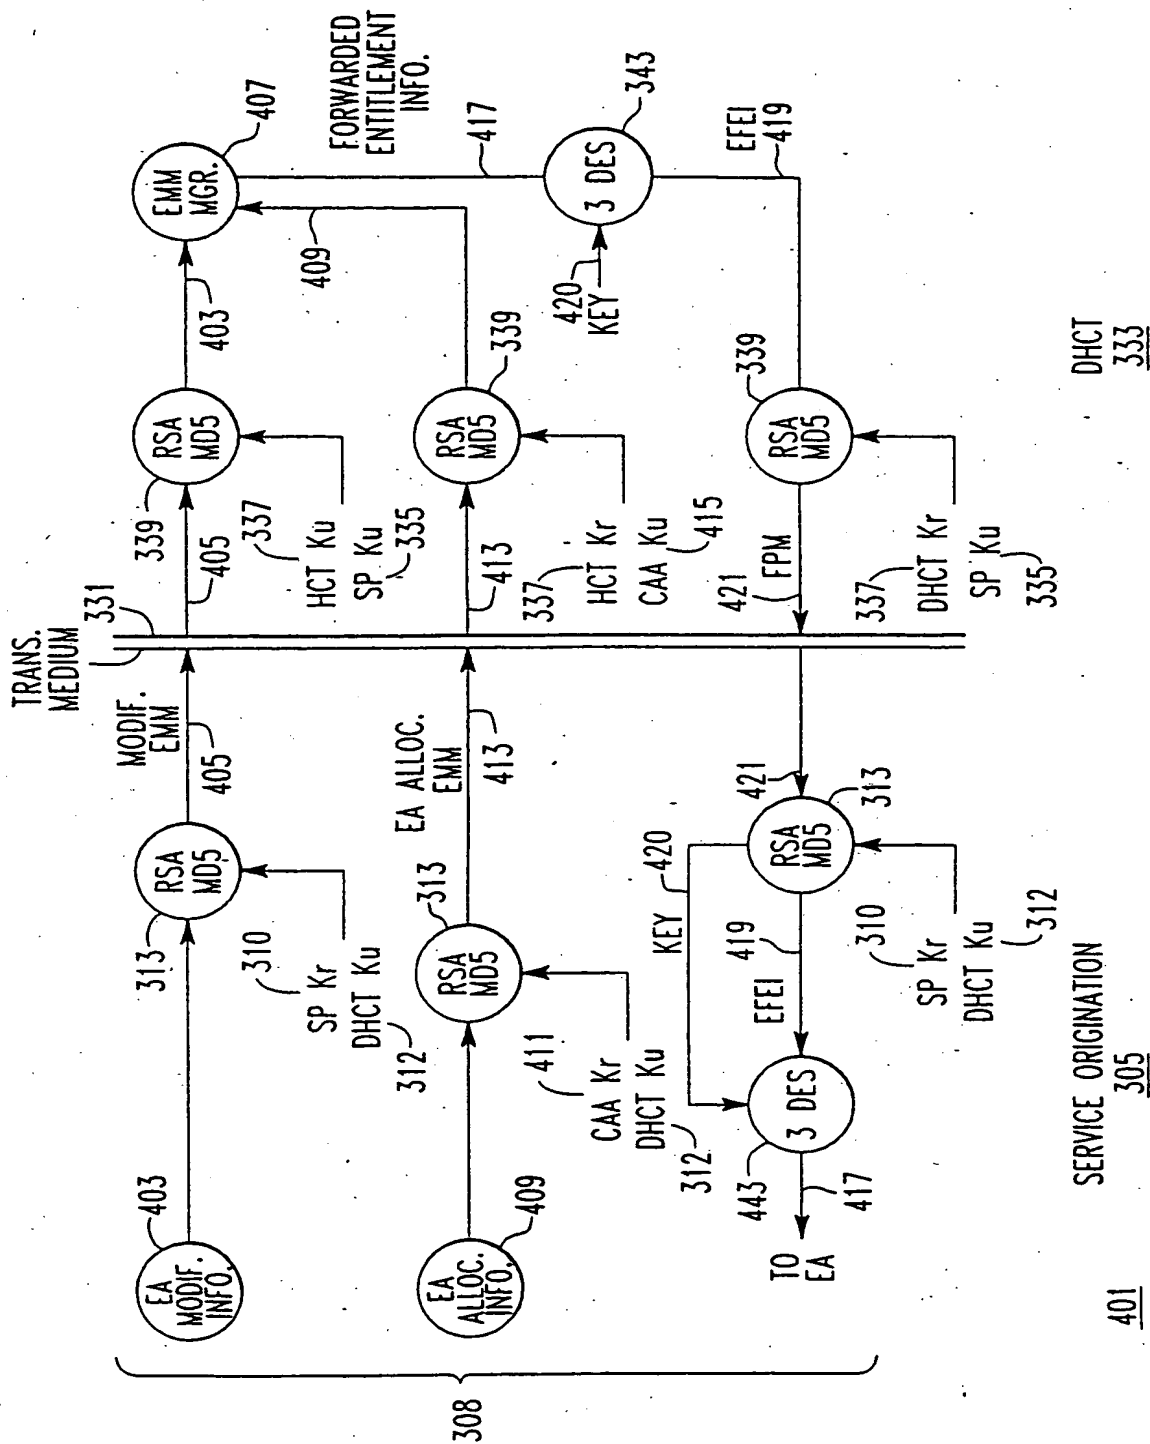 308
EA
MODIF.
INFO.
403
313
RSA
MD5
310
SP Kr
DHCT Ku
312
MODIF.
EMM
405
TRANS.
MEDIUM
331
405
339
RSA
MD5
337
HCT Ku
SP Ku
335
403
EMM
MGR.
407
409
FORWARDED
ENTITLEMENT
INFO.
417
EA
ALLOC.
INFO.
409
313
RSA
MD5
411
CAA Kr
DHCT Ku
312
EA ALLOC.
EMM
413
413
RSA
MD5
339
337
HCT Kr
CAA Ku
415
420
KEY
3 DES
343
EFEI
419
TO
EA
417
443
3 DES
KEY
420
419
EFEI
RSA
MD5
313
421
310
SP Kr
DHCT Ku
312
421
FPM
339
RSA
MD5
337
DHCT Kr
SP Ku
335
401
SERVICE ORIGINATION
305
DHCT
333